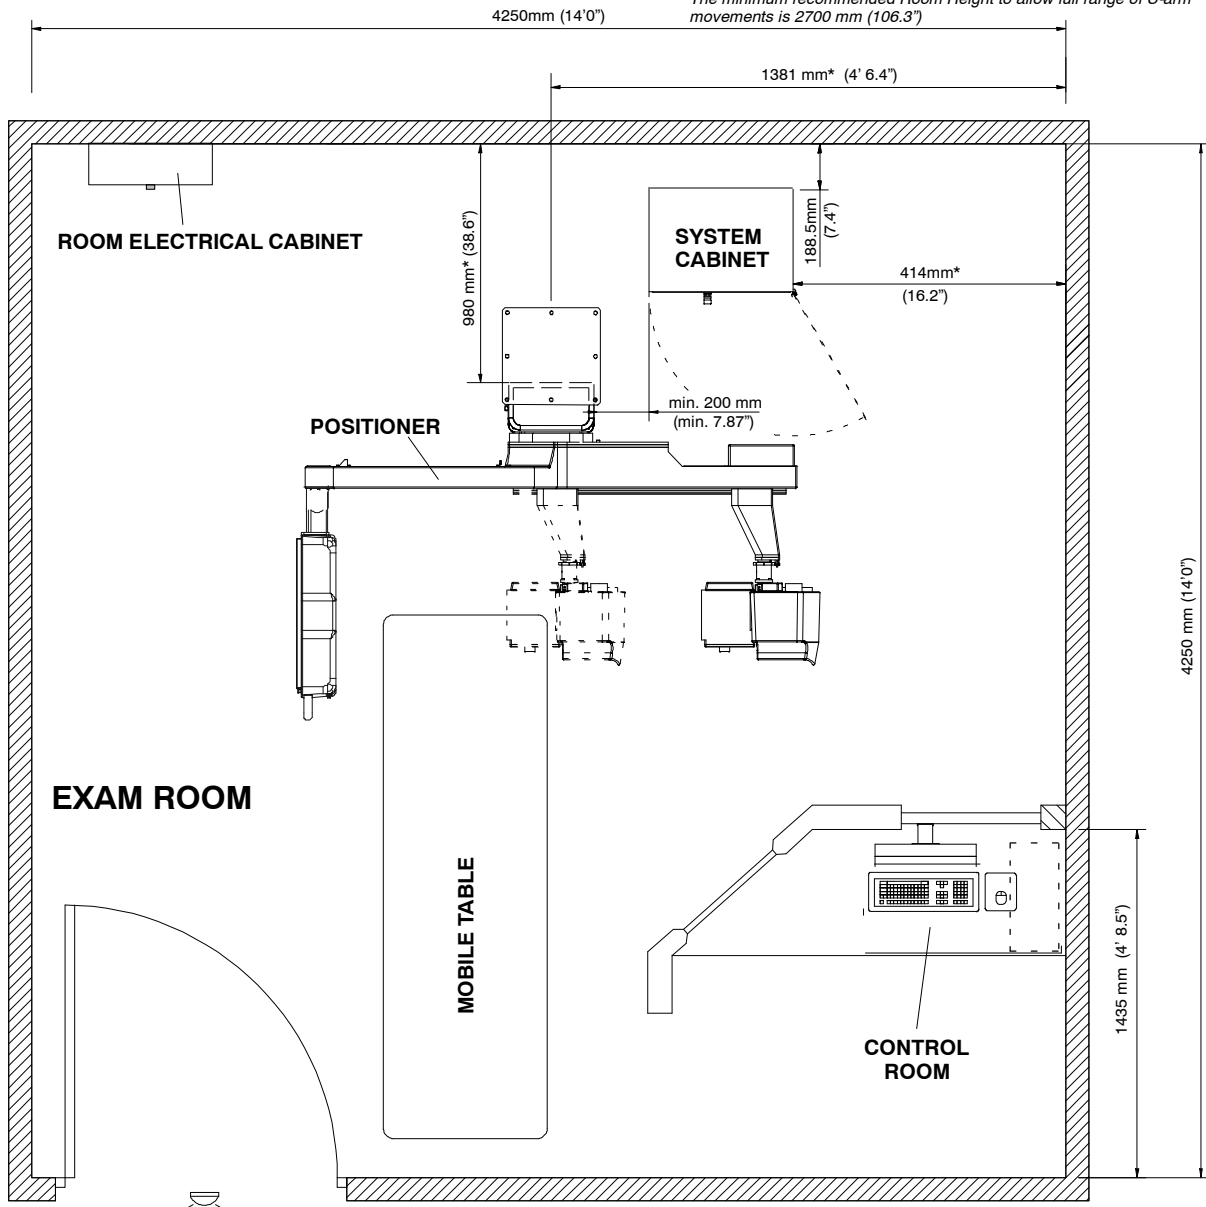 The minimum recommended Room Height to allow full range of U-arm
movements is 2700 mm (106.3”)
4250mm (14’0”)
1381 mm* (4’ 6.4”)
ROOM ELECTRICAL CABINET
980 mm* (38.6”)
SYSTEM
CABINET
188.5mm
(7.4”)
414mm*
(16.2”)
min. 200 mm
(min. 7.87”)
POSITIONER
4250 mm (14’0”)
EXAM ROOM
MOBILE TABLE
CONTROL
ROOM
1435 mm (4’ 8.5”)